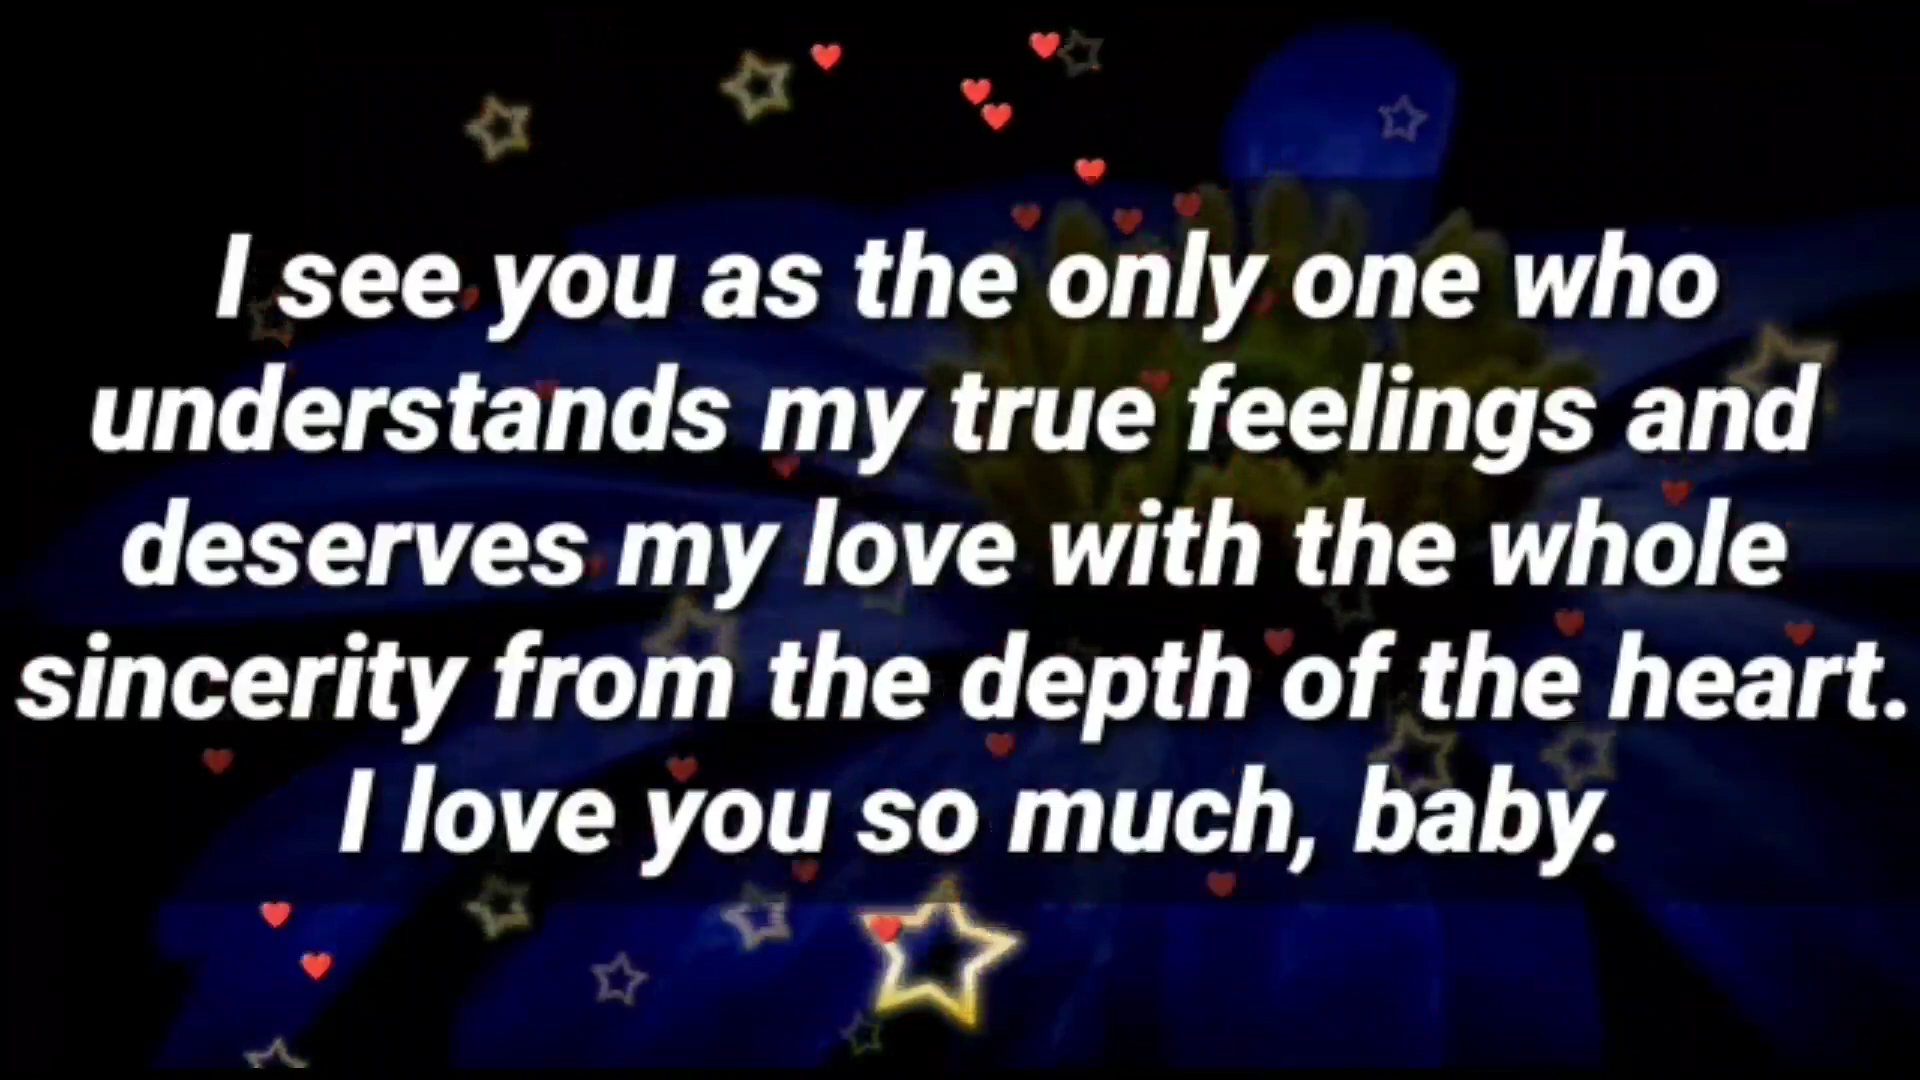 I see you as the only one who
understands my true feelings and
deserves my love with the whole
sincerity from the depth of the heart.
I love you so much, baby.